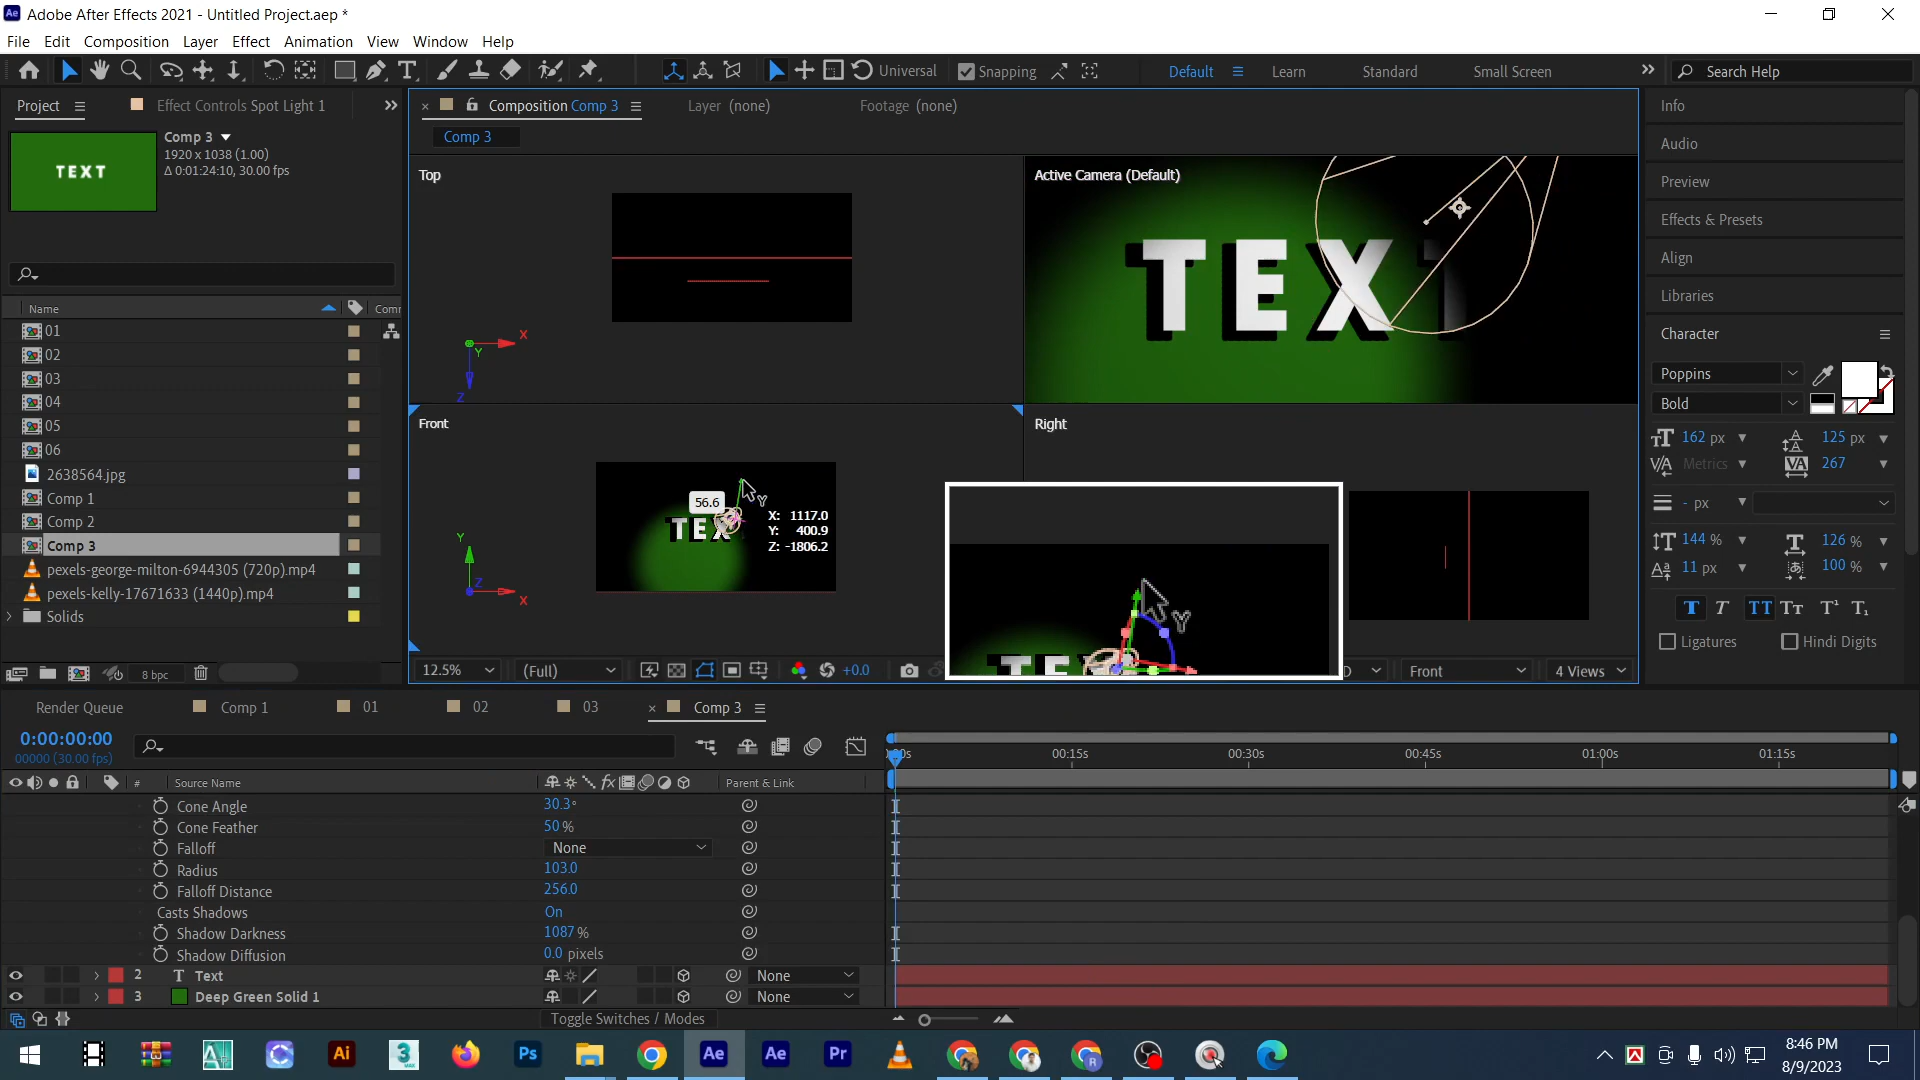 Adobe After Effects 2021 - Untitled Project.aep *
File Edit Composition Layer Effect Animation View Window Help
Universal Snapping Default Learn Standard Small Screen Search Help
Project Effect Controls Spot Light 1
Composition Comp 3 Layer (none) Footage (none)
Comp 3
1920 x 1038 (1.00)
Δ 0:01:24:10, 30.00 fps
TEXT
Comp 3
Top
Active Camera (Default)
TEXT
X
Y
Z
Front
TEX
56.6
Y
X: 1117.0
Y: 400.9
Z: -1806.2
Y
Z
X
Right
TEX
Y
Name Comr
01
02
03
04
05
06
2638564.jpg
Comp 1
Comp 2
Comp 3
pexels-george-milton-6944305 (720p).mp4
pexels-kelly-17671633 (1440p).mp4
Solids
8 bpc
12.5% (Full) +0.0 D Front 4 Views
Info
Audio
Preview
Effects & Presets
Align
Libraries
Character
Poppins
Bold
162 px 125 px
Metrics 267
- px
144 % 126 %
11 px 100 %
Ligatures Hindi Digits
Render Queue Comp 1 01 02 03 Comp 3
0:00:00:00
00000 (30.00 fps)
00s 00:15s 00:30s 00:45s 01:00s 01:15s
# Source Name Parent & Link
Cone Angle 30.3°
Cone Feather 50 %
Falloff None
Radius 103.0
Falloff Distance 256.0
Casts Shadows On
Shadow Darkness 1087 %
Shadow Diffusion 0.0 pixels
2 Text None
3 Deep Green Solid 1 None
Toggle Switches / Modes
8:46 PM
8/9/2023